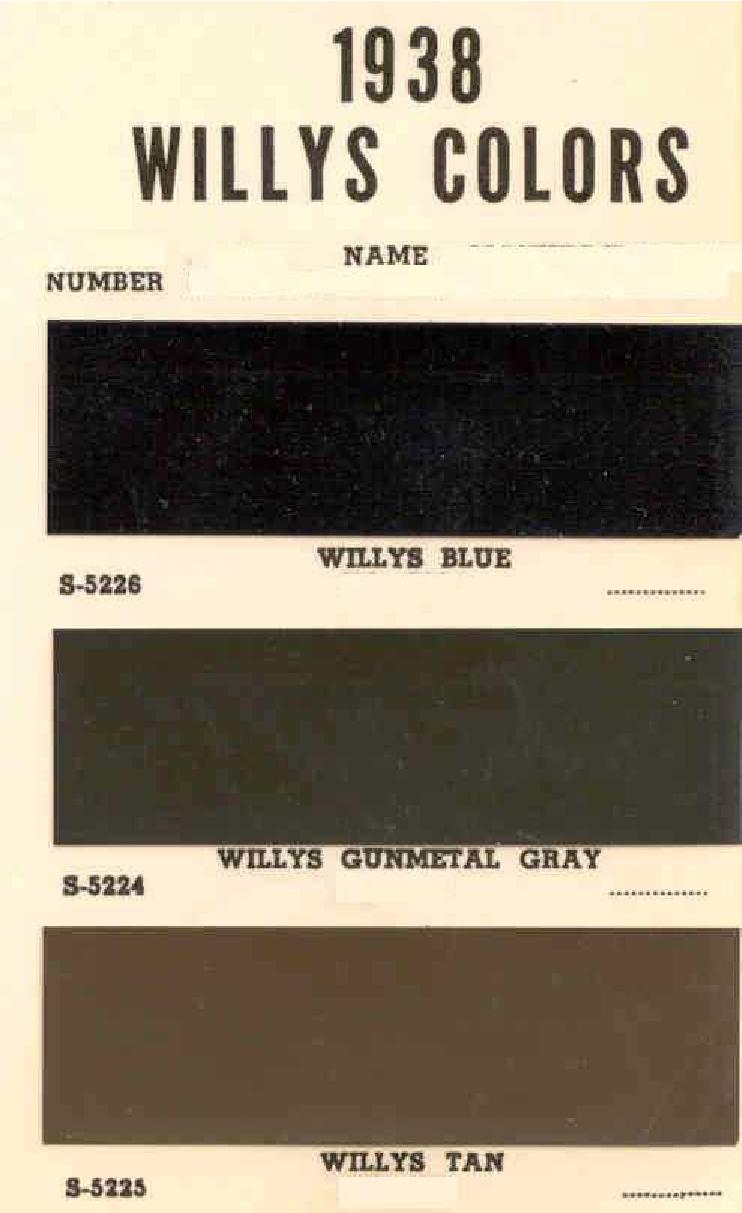 1938
WILLYS COLORS
NAME
NUMBER
WILLYS BLUE
S-5226
WILLYS GUNMETAL GRAY
S-5224
WILLYS TAN
S-5225